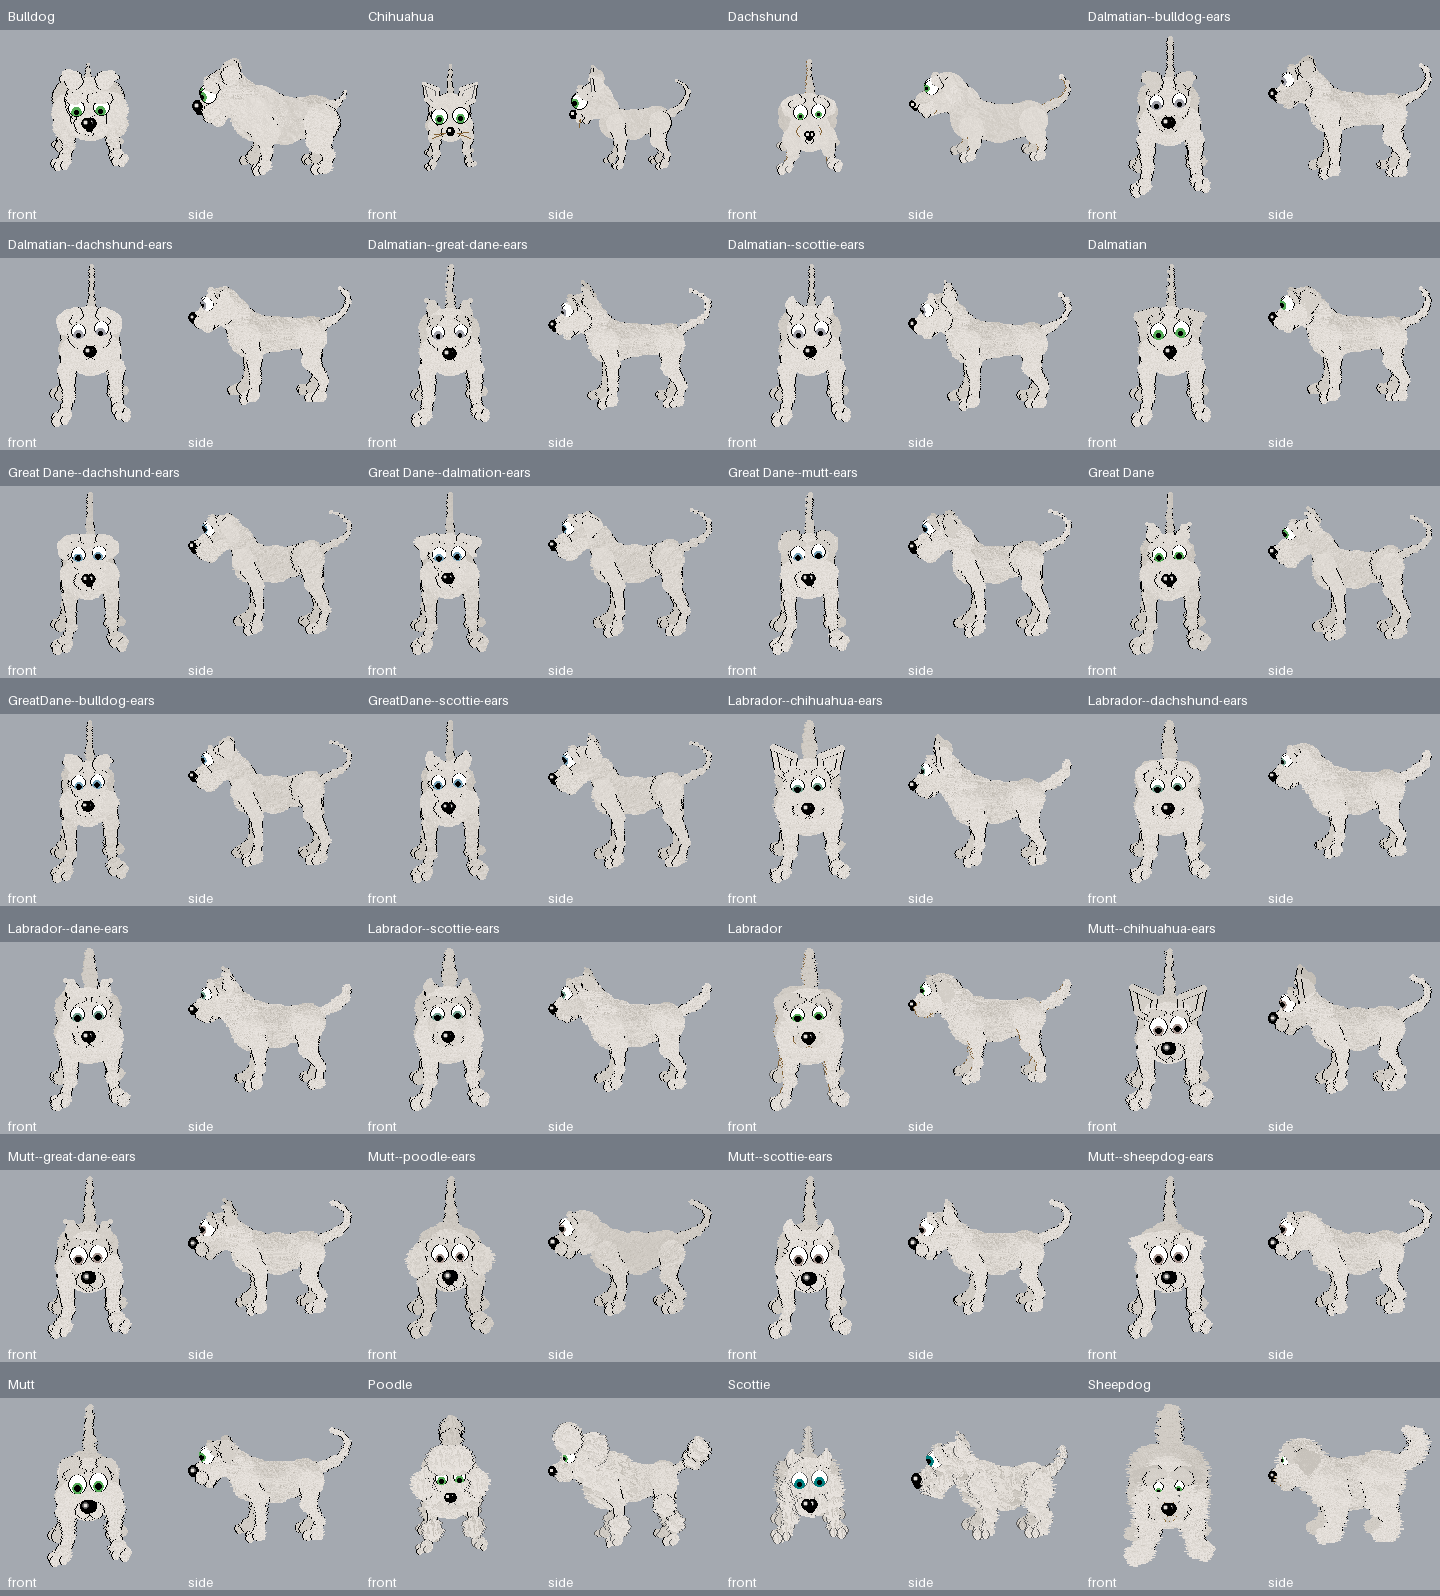 Bulldog Chihuahua Dachshund Dalmatian--bulldog-ears
front side front side front side front side
Dalmatian--dachshund-ears Dalmatian--great-dane-ears Dalmatian--scottie-ears Dalmatian
front side front side front side front side
Great Dane--dachshund-ears Great Dane--dalmation-ears Great Dane--mutt-ears Great Dane
front side front side front side front side
GreatDane--bulldog-ears GreatDane--scottie-ears Labrador--chihuahua-ears Labrador--dachshund-ears
front side front side front side front side
Labrador--dane-ears Labrador--scottie-ears Labrador Mutt--chihuahua-ears
front side front side front side front side
Mutt--great-dane-ears Mutt--poodle-ears Mutt--scottie-ears Mutt--sheepdog-ears
front side front side front side front side
Mutt Poodle Scottie Sheepdog
front side front side front side front side